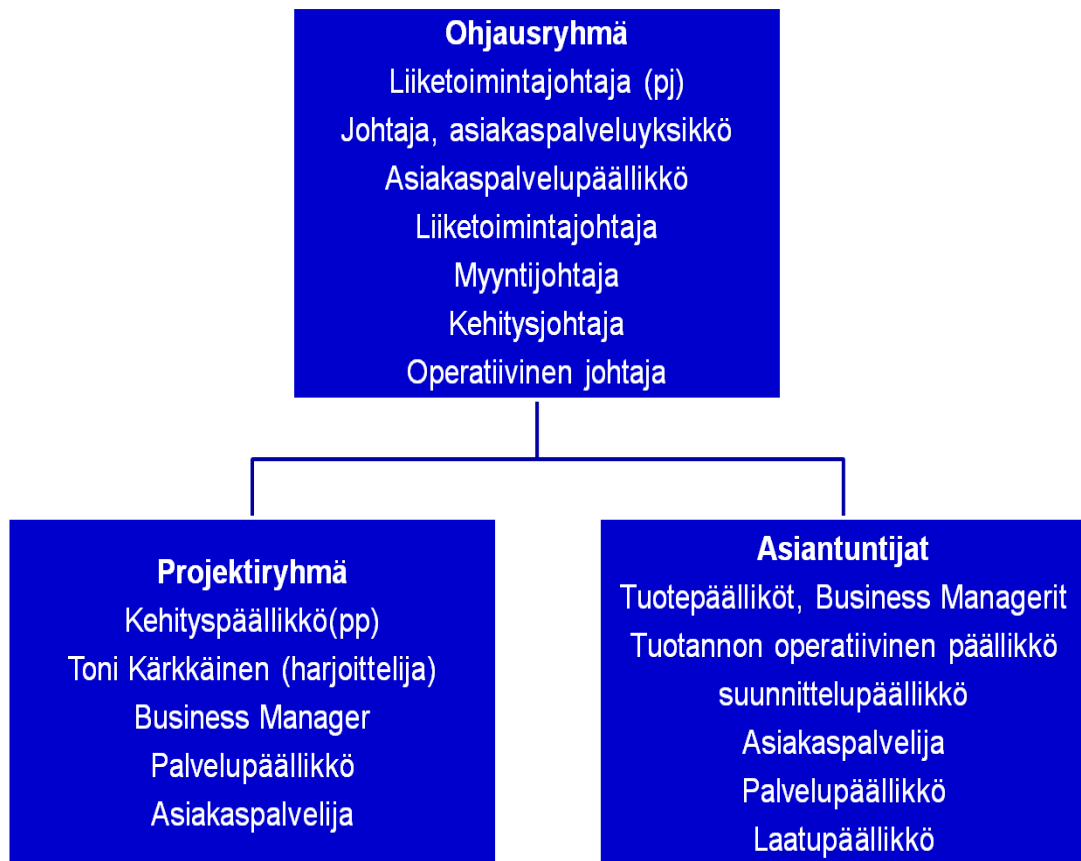 Ohjausryhmä
Liiketoimintajohtaja (pj)
Johtaja, asiakaspalveluyksikkö
Asiakaspalvelupäällikkö
Liiketoimintajohtaja
Myyntijohtaja
Kehitysjohtaja
Operatiivinen johtaja
Projektiryhmä
Kehityspäällikkö(pp)
Toni Kärkkäinen (harjoittelija)
Business Manager
Palvelupäällikkö
Asiakaspalvelija
Asiantuntijat
Tuotepäälliköt, Business Managerit
Tuotannon operatiivinen päällikkö
suunnittelupäällikkö
Asiakaspalvelija
Palvelupäällikkö
Laatupäällikkö